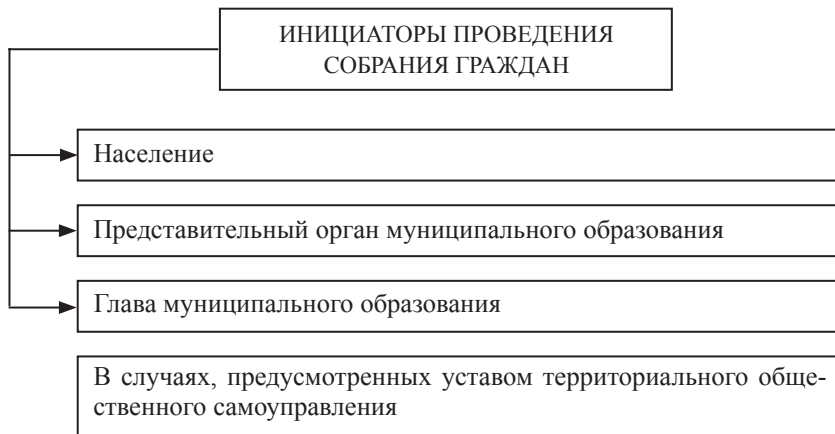 ИНИЦИАТОРЫ ПРОВЕДЕНИЯ
СОБРАНИЯ ГРАЖДАН
Население
Представительный орган муниципального образования
Глава муниципального образования
В случаях, предусмотренных уставом территориального обще-
ственного самоуправления